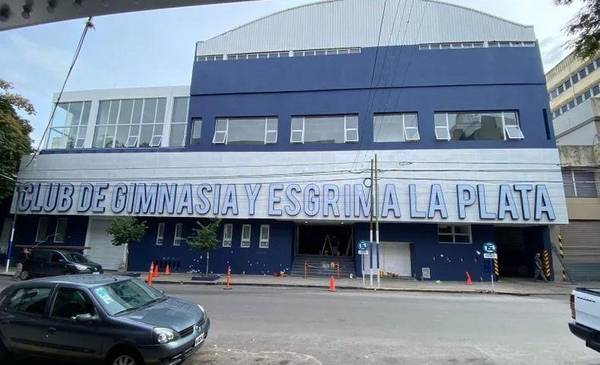 CLUB DE GIMNASIA Y ESGRIMA LA PLATA